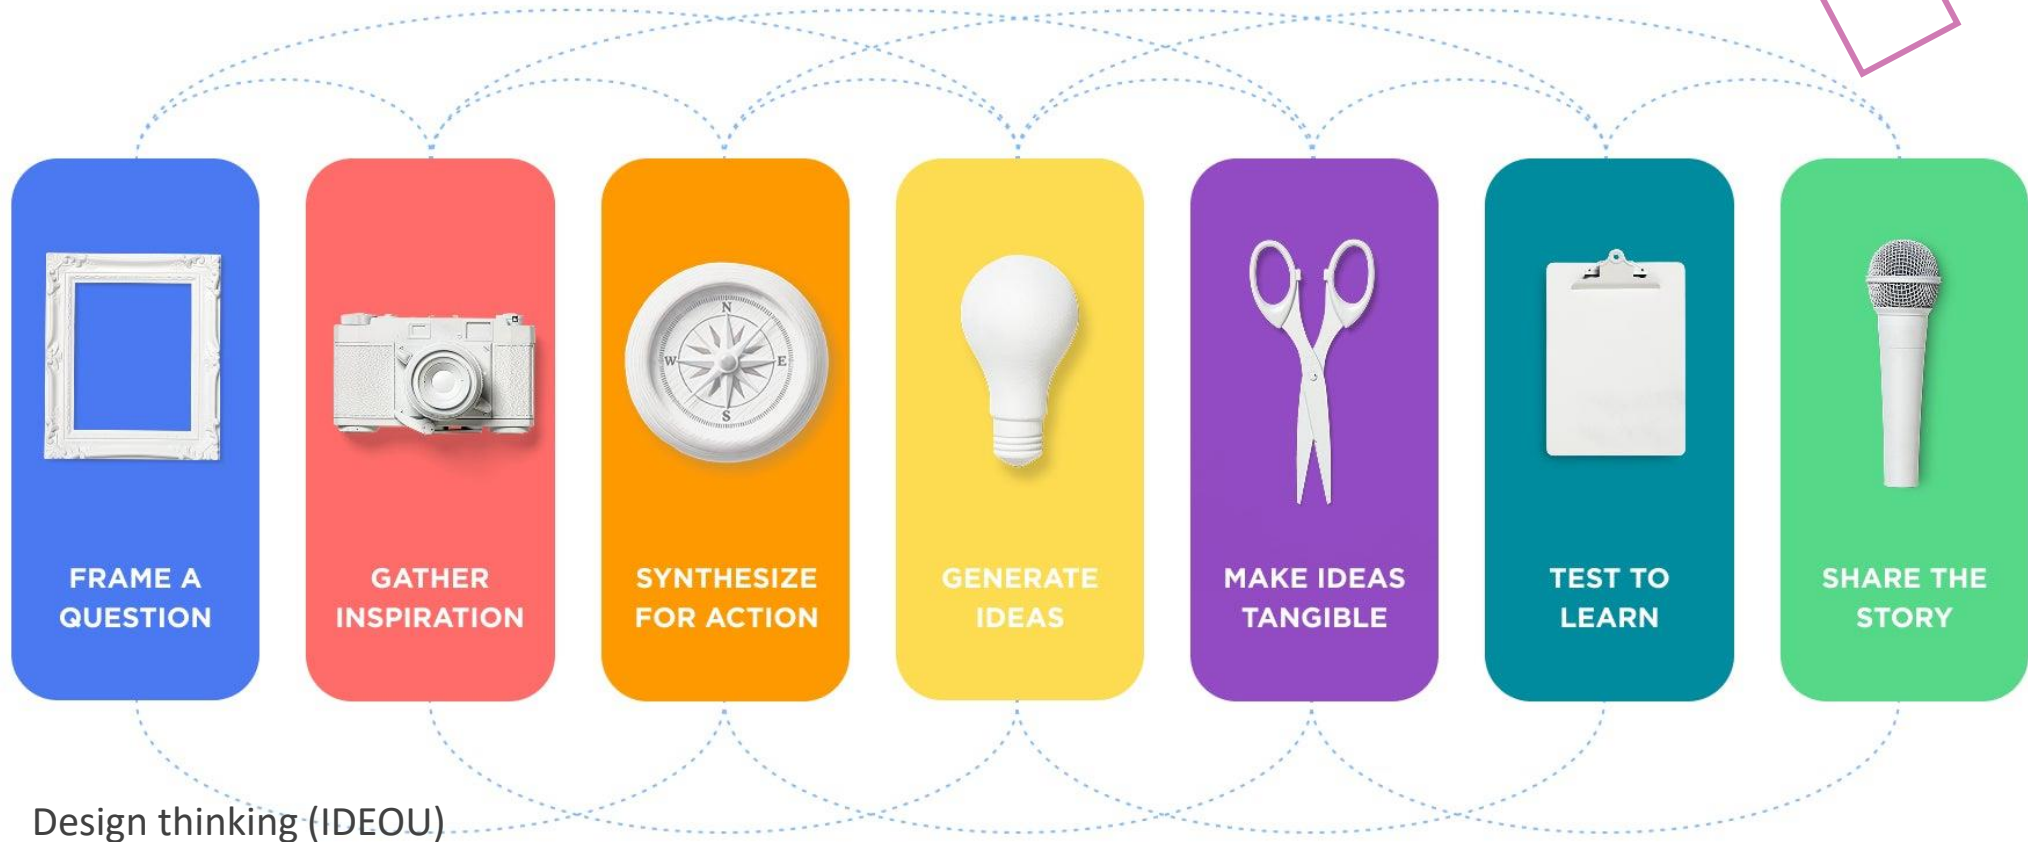 FRAME A
QUESTION
GATHER
INSPIRATION
SYNTHESIZE
FOR ACTION
N
W
E
S
GENERATE
IDEAS
MAKE IDEAS
TANGIBLE
TEST TO
LEARN
SHARE THE
STORY
Design thinking (IDEOU)